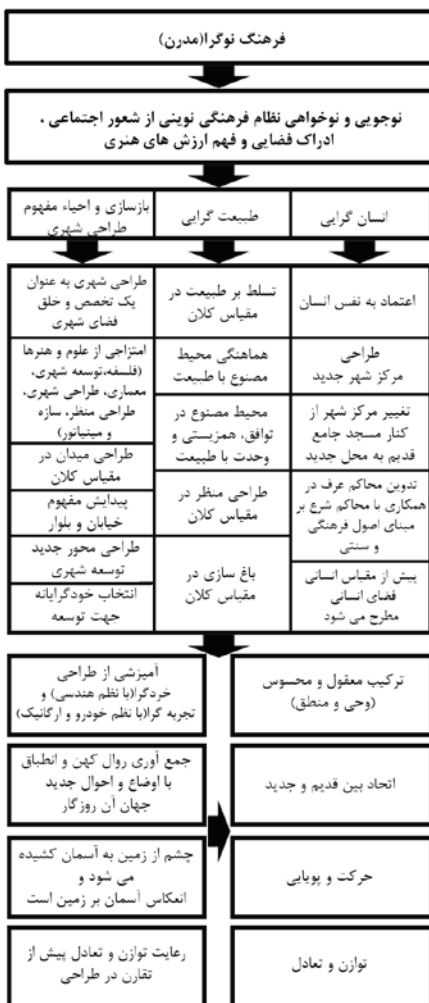 فرهنگ نوگرا(مدرن)
نوجویی و نوخواهی نظام فرهنگی نوینی از شعور اجتماعی ،
ادراک فضایی و فهم ارزش های هنری
انسان گرایی
طبیعت گرایی
بازسازی و احیاء مفهوم
طراحی شهری
اعتماد به نفس انسان
طراحی
مرکز شهر جدید
تغییر مرکز شهر از
کنار مسجد جامع
قدیم به محل جدید
تدوین محاکم عرف در
همکاری با محاکم شرع بر
مبنای اصول فرهنگی
و سنتی
پیش از مقیاس انسانی
فضای انسانی
مطرح می شود
تسلط بر طبیعت در
مقیاس کلان
هماهنگی محیط
مصنوع با طبیعت
محیط مصنوع در
توافق، همزیستی و
وحدت با طبیعت
طراحی منظر در
مقیاس کلان
باغ سازی در
مقیاس کلان
طراحی شهری به عنوان
یک تخصص و خلق
فضای شهری
امتزاجی از علوم و هنرها
(فلسفه،توسعه شهری،
معماری، طراحی شهری،
طراحی منظر، سازه
و مینیاتور)
طراحی میدان در
مقیاس کلان
پیدایش مفهوم
خیابان و بلوار
طراحی محور جدید
توسعه شهری
انتخاب خودگرایانه
جهت توسعه
ترکیب معقول و محسوس
(وحی و منطق)
آمیزشی از طراحی
خردگرا(با نظم هندسی) و
تجربه گرا(با نظم خودرو و ارگانیک)
اتحاد بین قدیم و جدید
جمع آوری روال کهن و انطباق
با اوضاع و احوال جدید
جهان آن روزگار
حرکت و پویایی
چشم از زمین به آسمان کشیده
می شود و
انعکاس آسمان بر زمین است
توازن و تعادل
رعایت توازن و تعادل پیش از
تقارن در طراحی